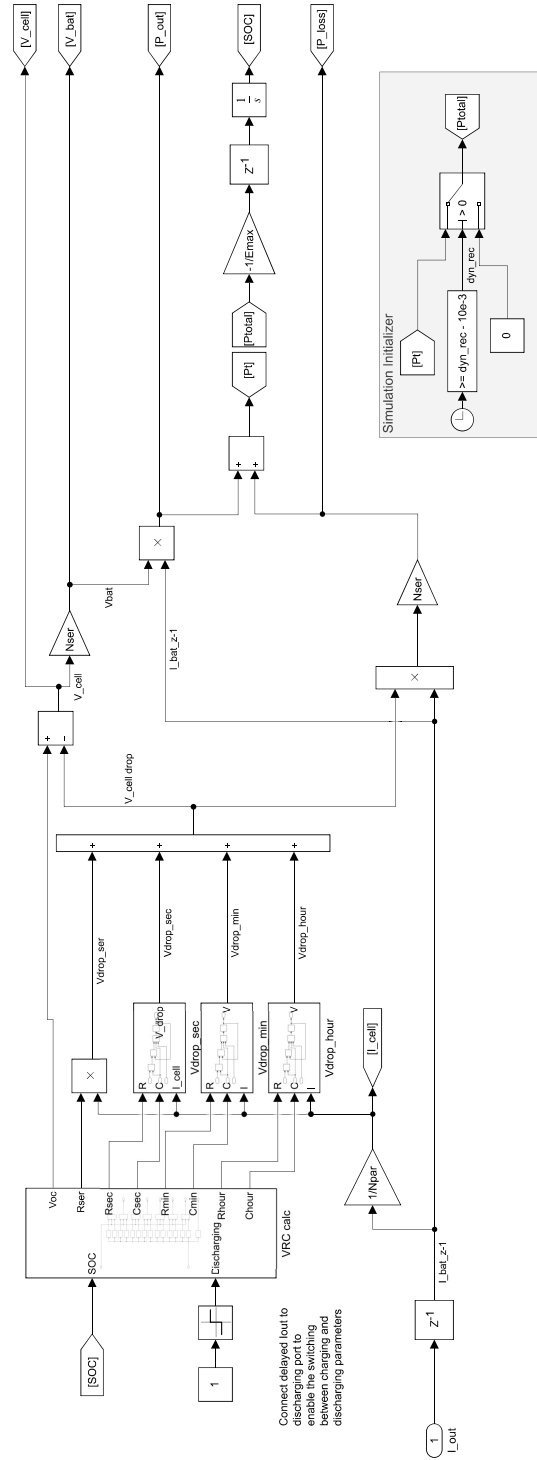 [V_cell]
[V_bat]
[P_out]
[SOC]
[P_loss]
1
s
z-1
-1/Emax
[Ptotal]
[Pt]
+
+
Simulation Initializer
[Ptotal]
> 0
dyn_rec
[Pt]
>= dyn_rec - 10e-3
0
Nser
Vbat
×
I_bat_z-1
V_cell
+
−
V_cell drop
Nser
×
+
+
+
+
Vdrop_ser
Vdrop_sec
Vdrop_min
Vdrop_hour
×
R
C
I_cell
V_drop
Vdrop_sec
R
C
I
V
Vdrop_min
R
C
I
V
Vdrop_hour
[I_cell]
1/Npar
SOC
Discharging
Voc
Rser
Rsec
Csec
Rmin
Cmin
Rhour
Chour
VRC calc
[SOC]
1
Connect delayed Iout to
discharging port to
enable the switching
between charging and
discharging parameters
I_bat_z-1
z-1
1
I_out